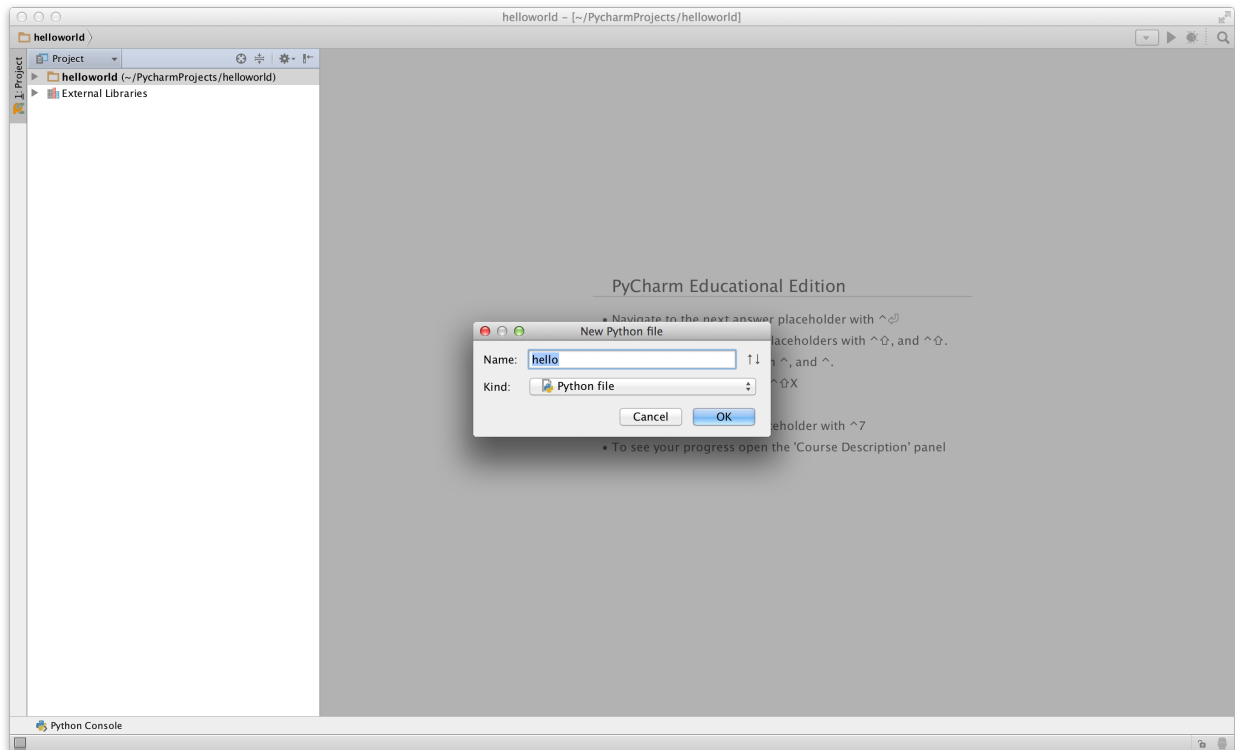 helloworld – [~/PycharmProjects/helloworld]
helloworld
Project
1: Project
helloworld (~/PycharmProjects/helloworld)
External Libraries
PyCharm Educational Edition
• Navigate to the next answer placeholder with ^⏎
laceholders with ^⇧, and ^⇧.
^, and ^.
^⇧X
eholder with ^7
• To see your progress open the 'Course Description' panel
New Python file
Name: hello ↑↓
Kind: Python file
Cancel OK
Python Console